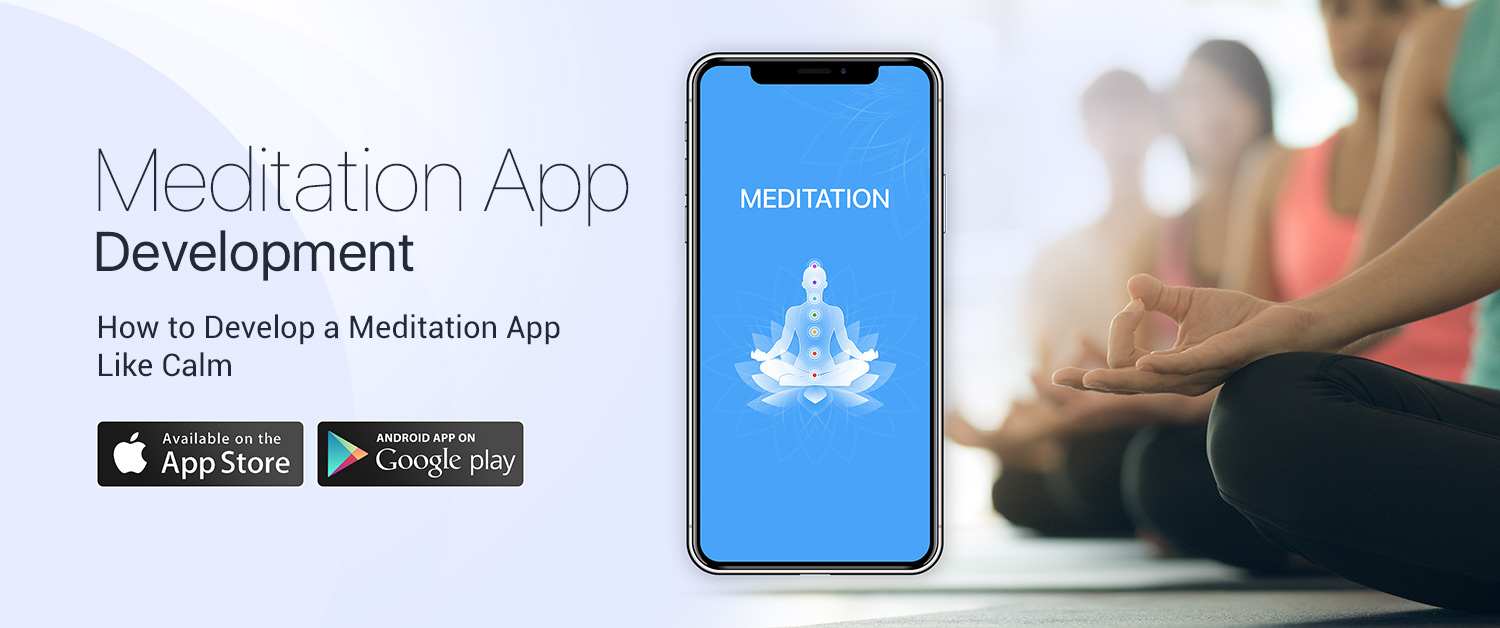 Meditation App
Development
How to Develop a Meditation App
Like Calm
Available on the
App Store
ANDROID APP ON
Google play
MEDITATION